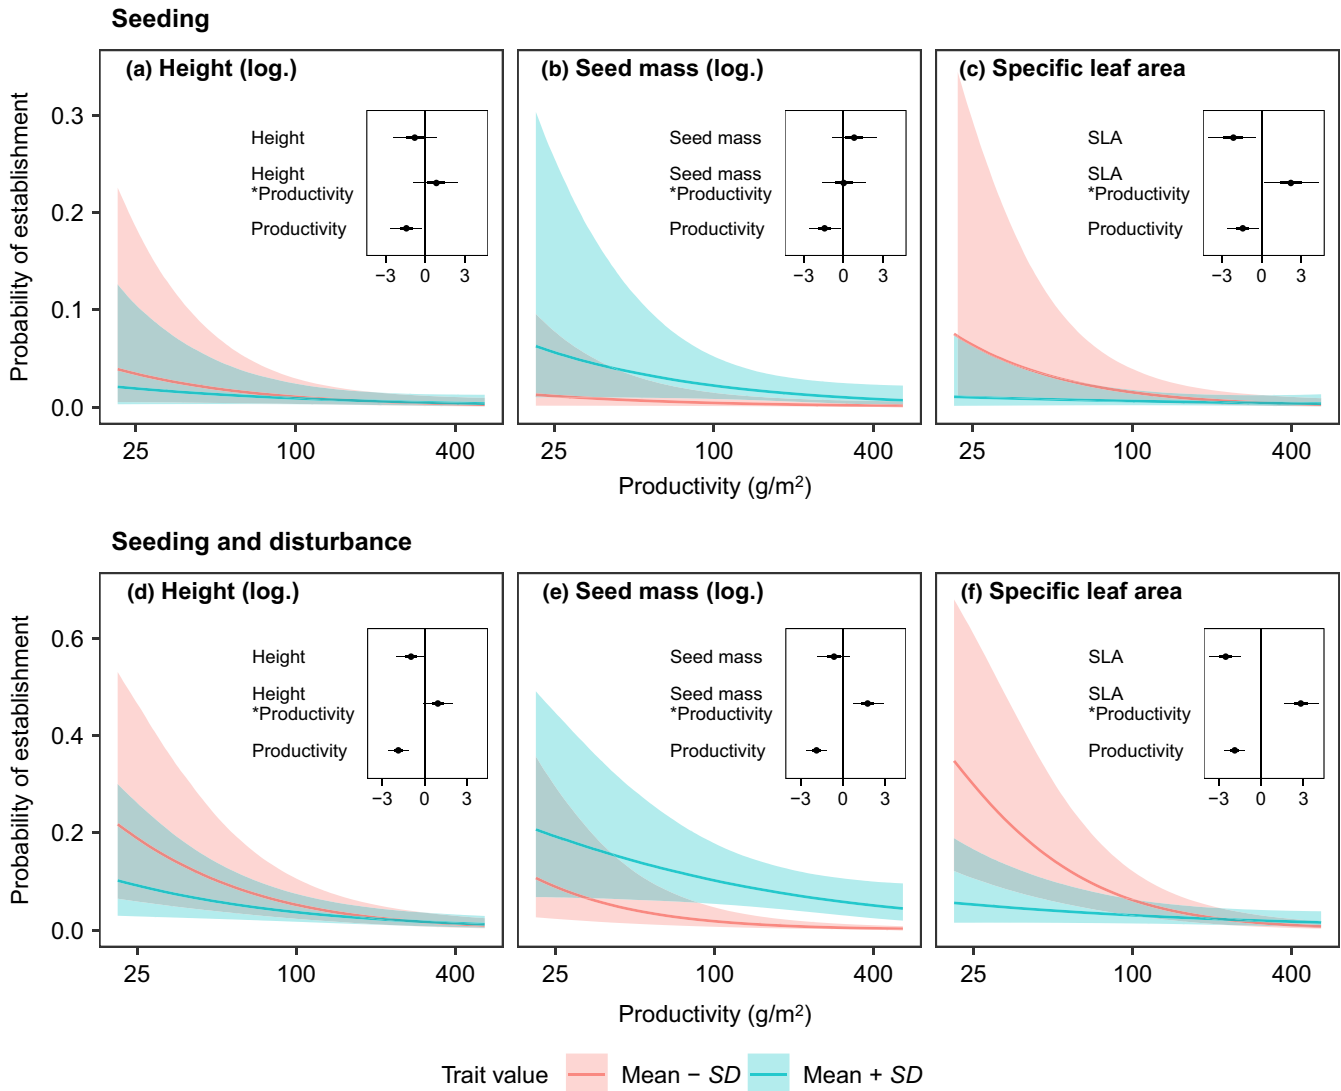 Seeding
(a) Height (log.)
(b) Seed mass (log.)
(c) Specific leaf area
Probability of establishment
0.3
0.2
0.1
0.0
Height
Height
*Productivity
Productivity
−3 0 3
Seed mass
Seed mass
*Productivity
Productivity
−3 0 3
SLA
SLA
*Productivity
Productivity
−3 0 3
25 100 400
25 100 400
25 100 400
Productivity (g/m²)
Seeding and disturbance
(d) Height (log.)
(e) Seed mass (log.)
(f) Specific leaf area
Probability of establishment
0.6
0.4
0.2
0.0
Height
Height
*Productivity
Productivity
−3 0 3
Seed mass
Seed mass
*Productivity
Productivity
−3 0 3
SLA
SLA
*Productivity
Productivity
−3 0 3
25 100 400
25 100 400
25 100 400
Productivity (g/m²)
Trait value Mean − SD Mean + SD